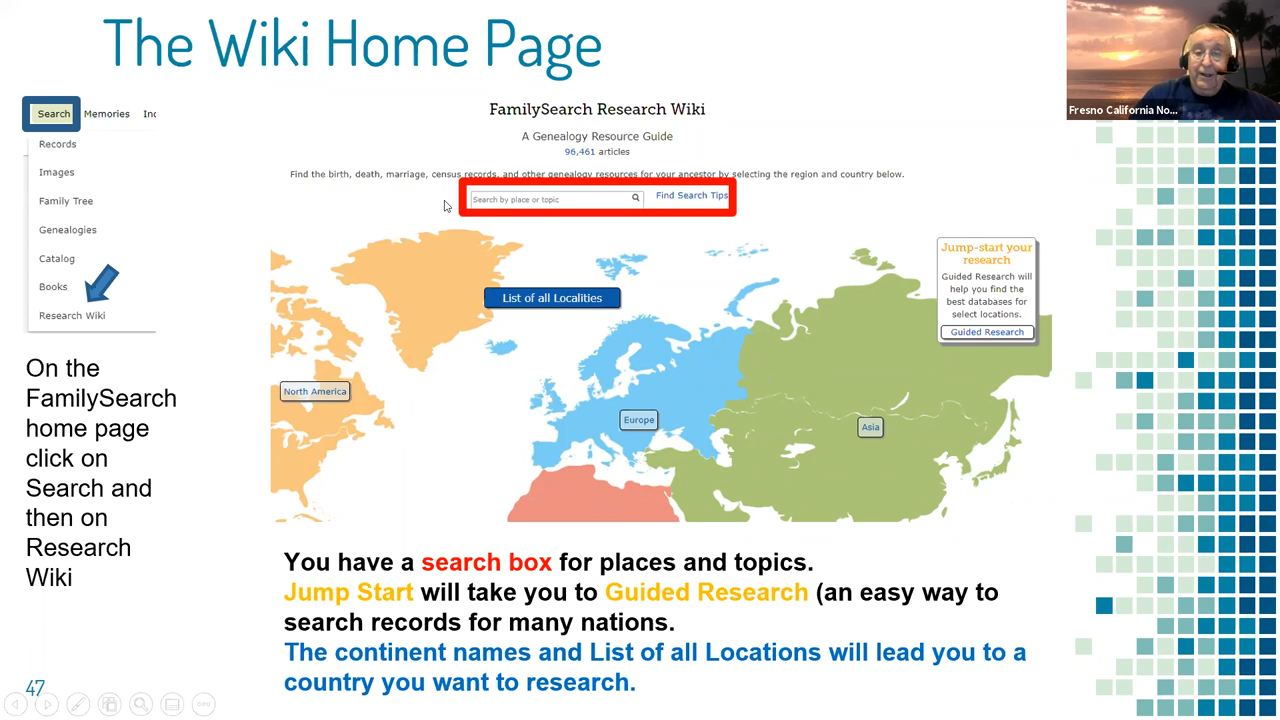 The Wiki Home Page
Fresno California No...
Search Memories Inc
Records
Images
Family Tree
Genealogies
Catalog
Books
Research Wiki
On the
FamilySearch
home page
click on
Search and
then on
Research
Wiki
FamilySearch Research Wiki
A Genealogy Resource Guide
96,461 articles
Find the birth, death, marriage, census records, and other genealogy resources for your ancestor by selecting the region and country below.
Search by place or topic
Find Search Tips
Jump-start your
research
Guided Research will
help you find the
best databases for
select locations.
Guided Research
List of all Localities
North America
Europe
Asia
You have a search box for places and topics.
Jump Start will take you to Guided Research (an easy way to
search records for many nations.
The continent names and List of all Locations will lead you to a
country you want to research.
47